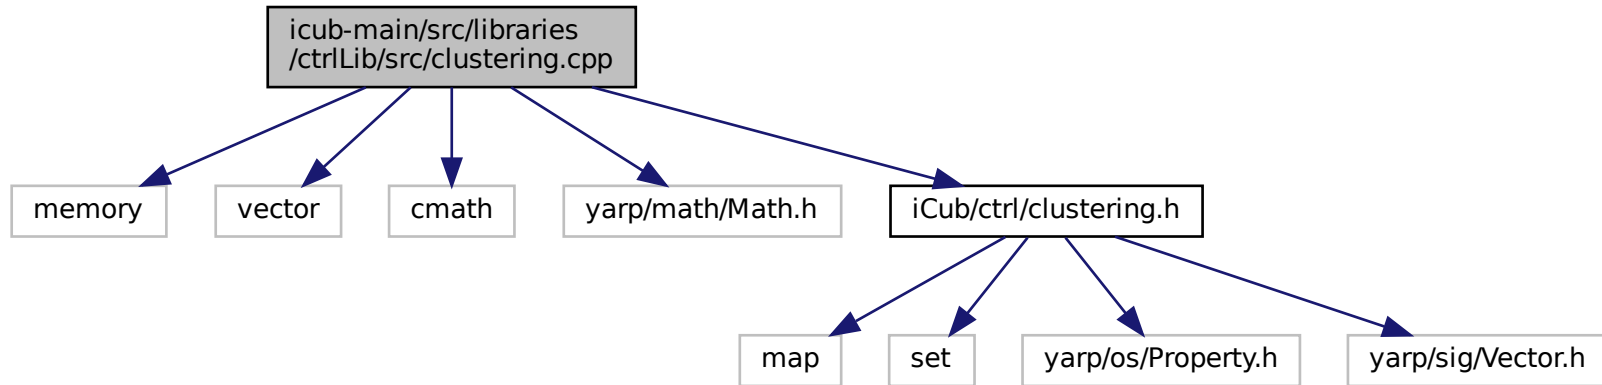 icub-main/src/libraries
/ctrlLib/src/clustering.cpp
memory
vector
cmath
yarp/math/Math.h
iCub/ctrl/clustering.h
map
set
yarp/os/Property.h
yarp/sig/Vector.h